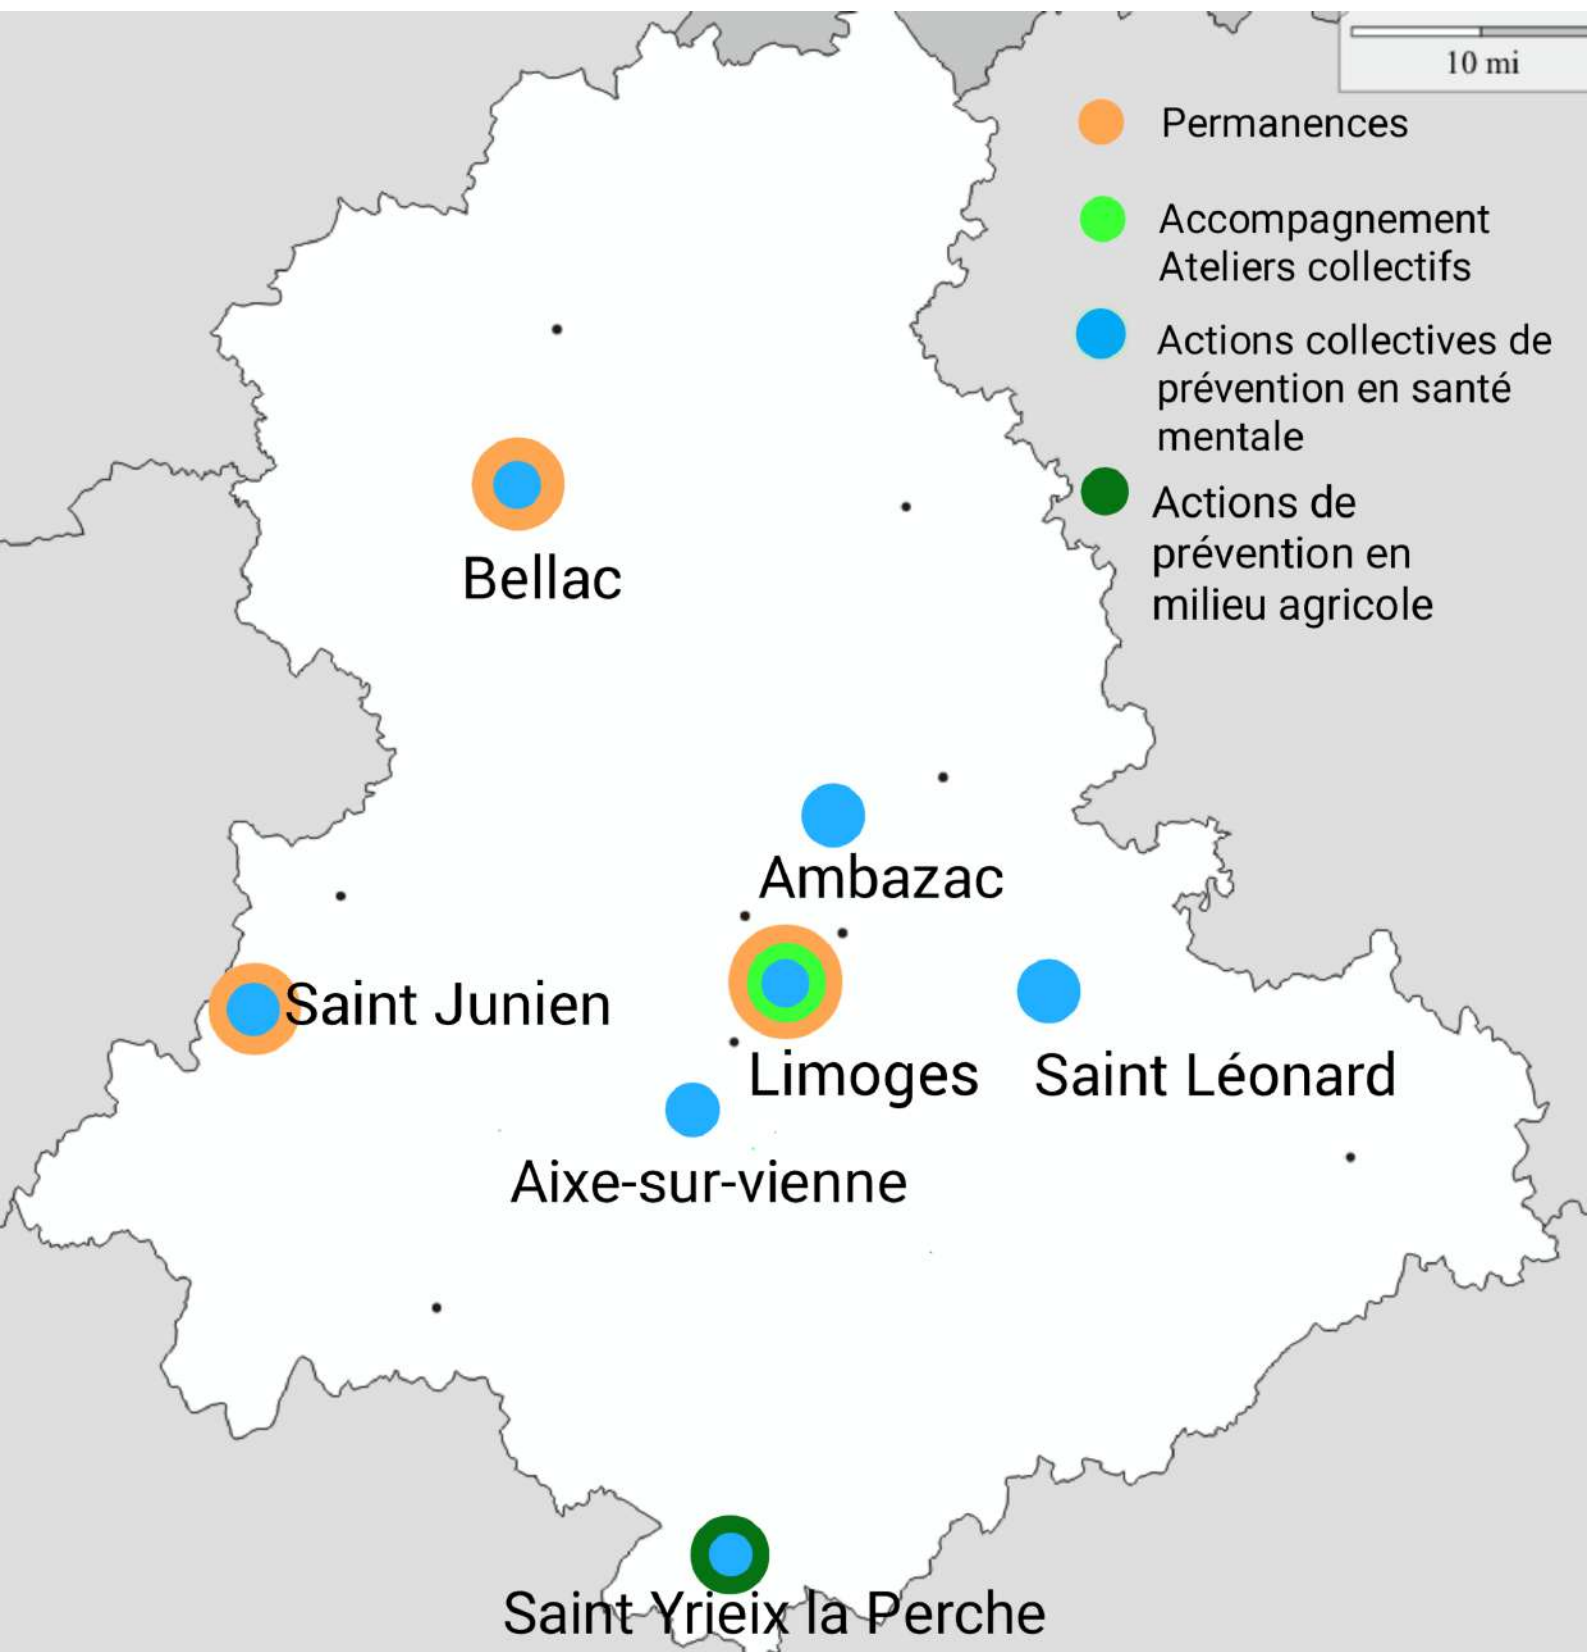 10 mi
Permanences
Accompagnement
Ateliers collectifs
Actions collectives de
prévention en santé
mentale
Actions de
prévention en
milieu agricole
Bellac
Ambazac
Saint Junien
Limoges
Saint Léonard
Aixe-sur-vienne
Saint Yrieix la Perche